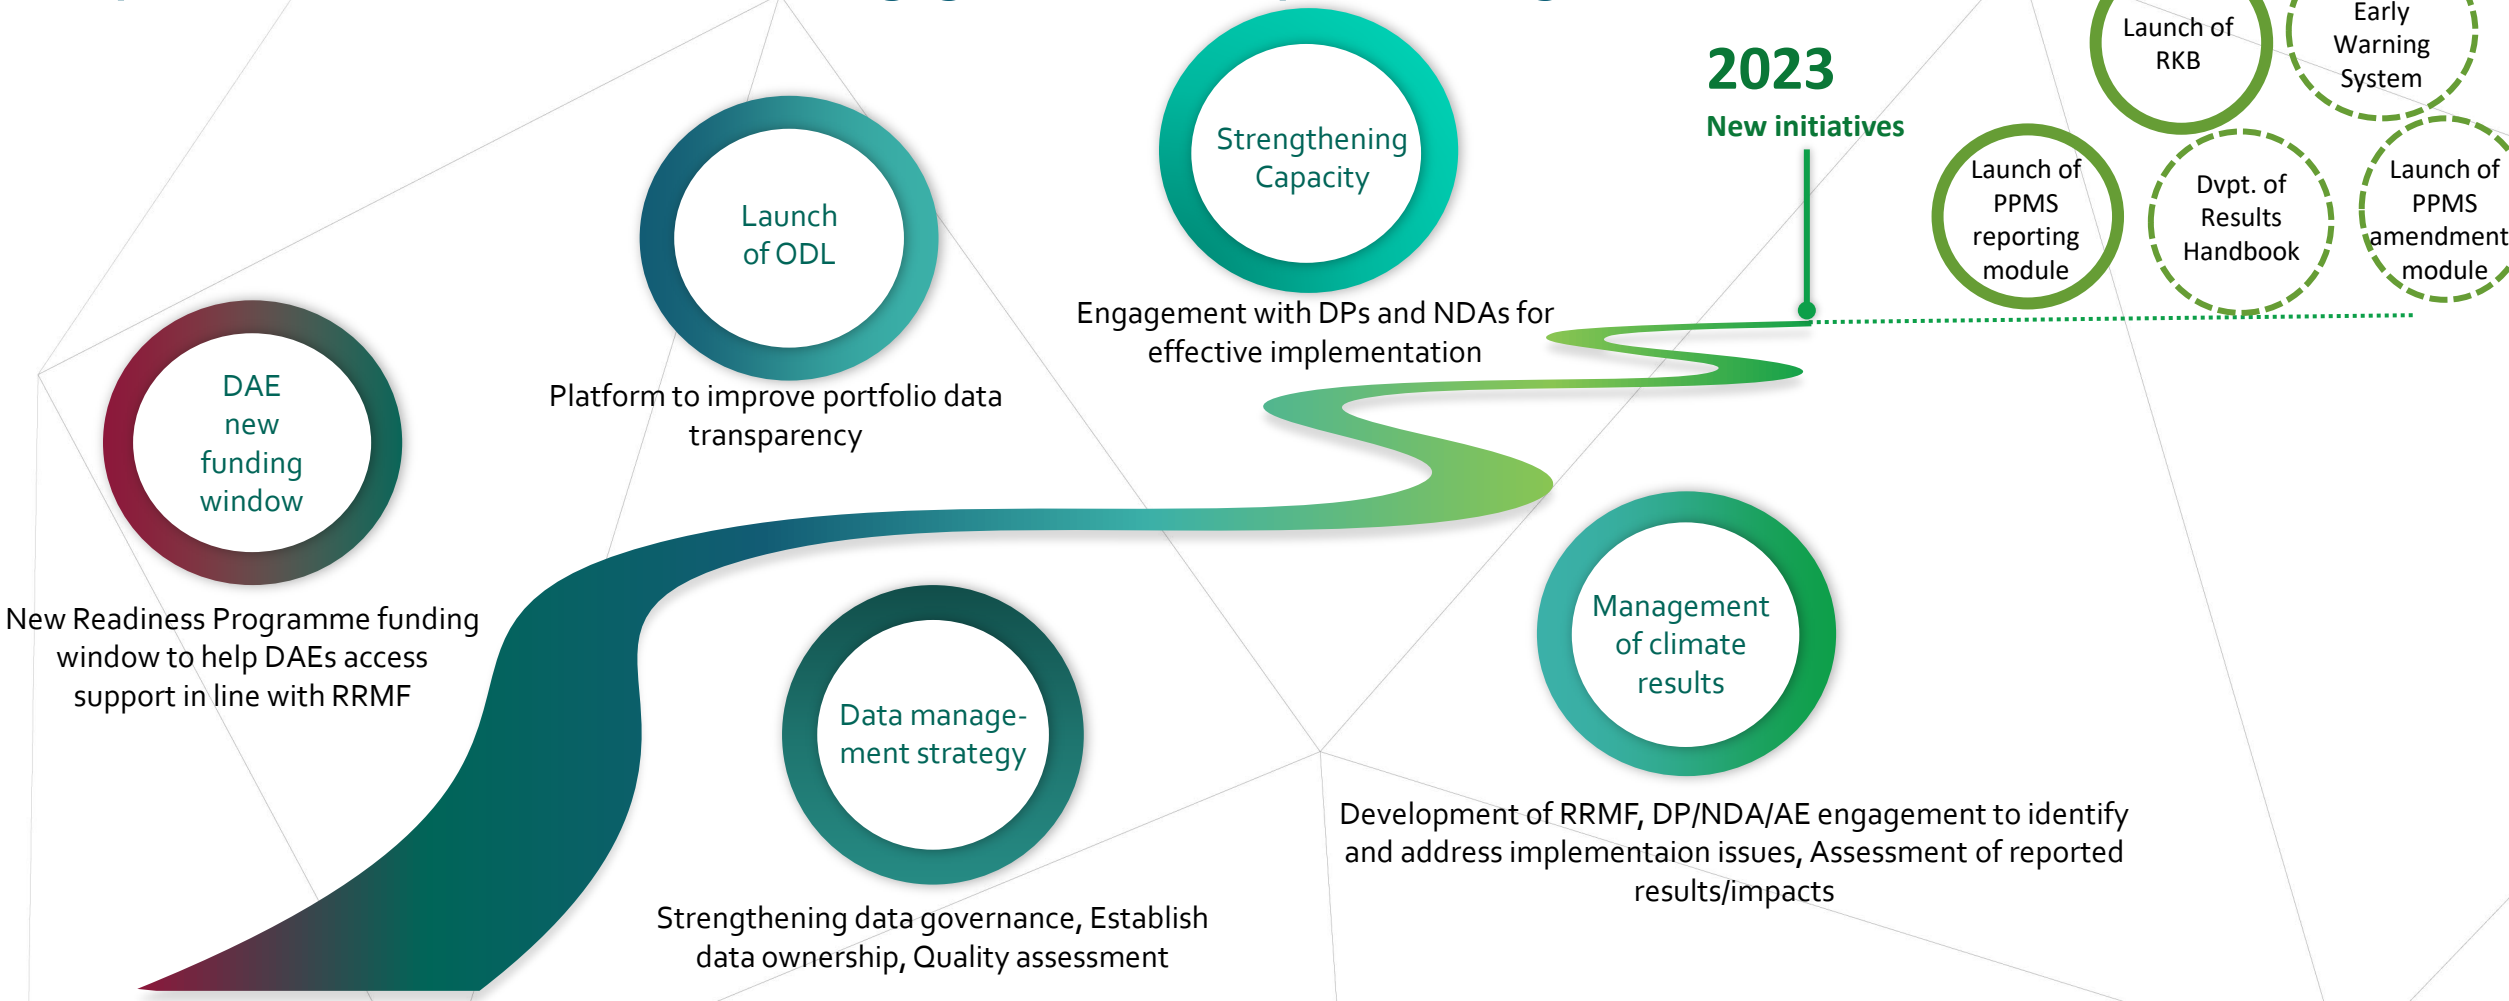 DAE
new
funding
window
New Readiness Programme funding
window to help DAEs access
support in line with RRMF
Launch
of ODL
Platform to improve portfolio data
transparency
Data manage-
ment strategy
Strengthening data governance, Establish
data ownership, Quality assessment
Strengthening
Capacity
Engagement with DPs and NDAs for
effective implementation
Management
of climate
results
Development of RRMF, DP/NDA/AE engagement to identify
and address implementaion issues, Assessment of reported
results/impacts
2023
New initiatives
Launch of
RKB
Early
Warning
System
Launch of
PPMS
reporting
module
Dvpt. of
Results
Handbook
Launch of
PPMS
amendment
module